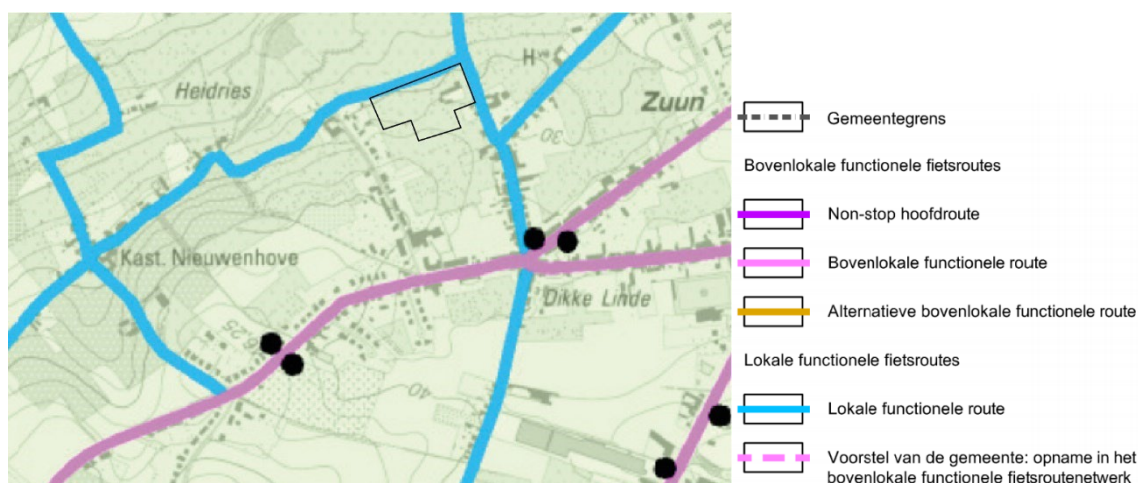 Heidries
H
Zuun
30
Kast. Nieuwenhove
Dikke Linde
40
Gemeentegrens
Bovenlokale functionele fietsroutes
Non-stop hoofdroute
Bovenlokale functionele route
Alternatieve bovenlokale functionele route
Lokale functionele fietsroutes
Lokale functionele route
Voorstel van de gemeente: opname in het
bovenlokale functionele fietsroutenetwerk